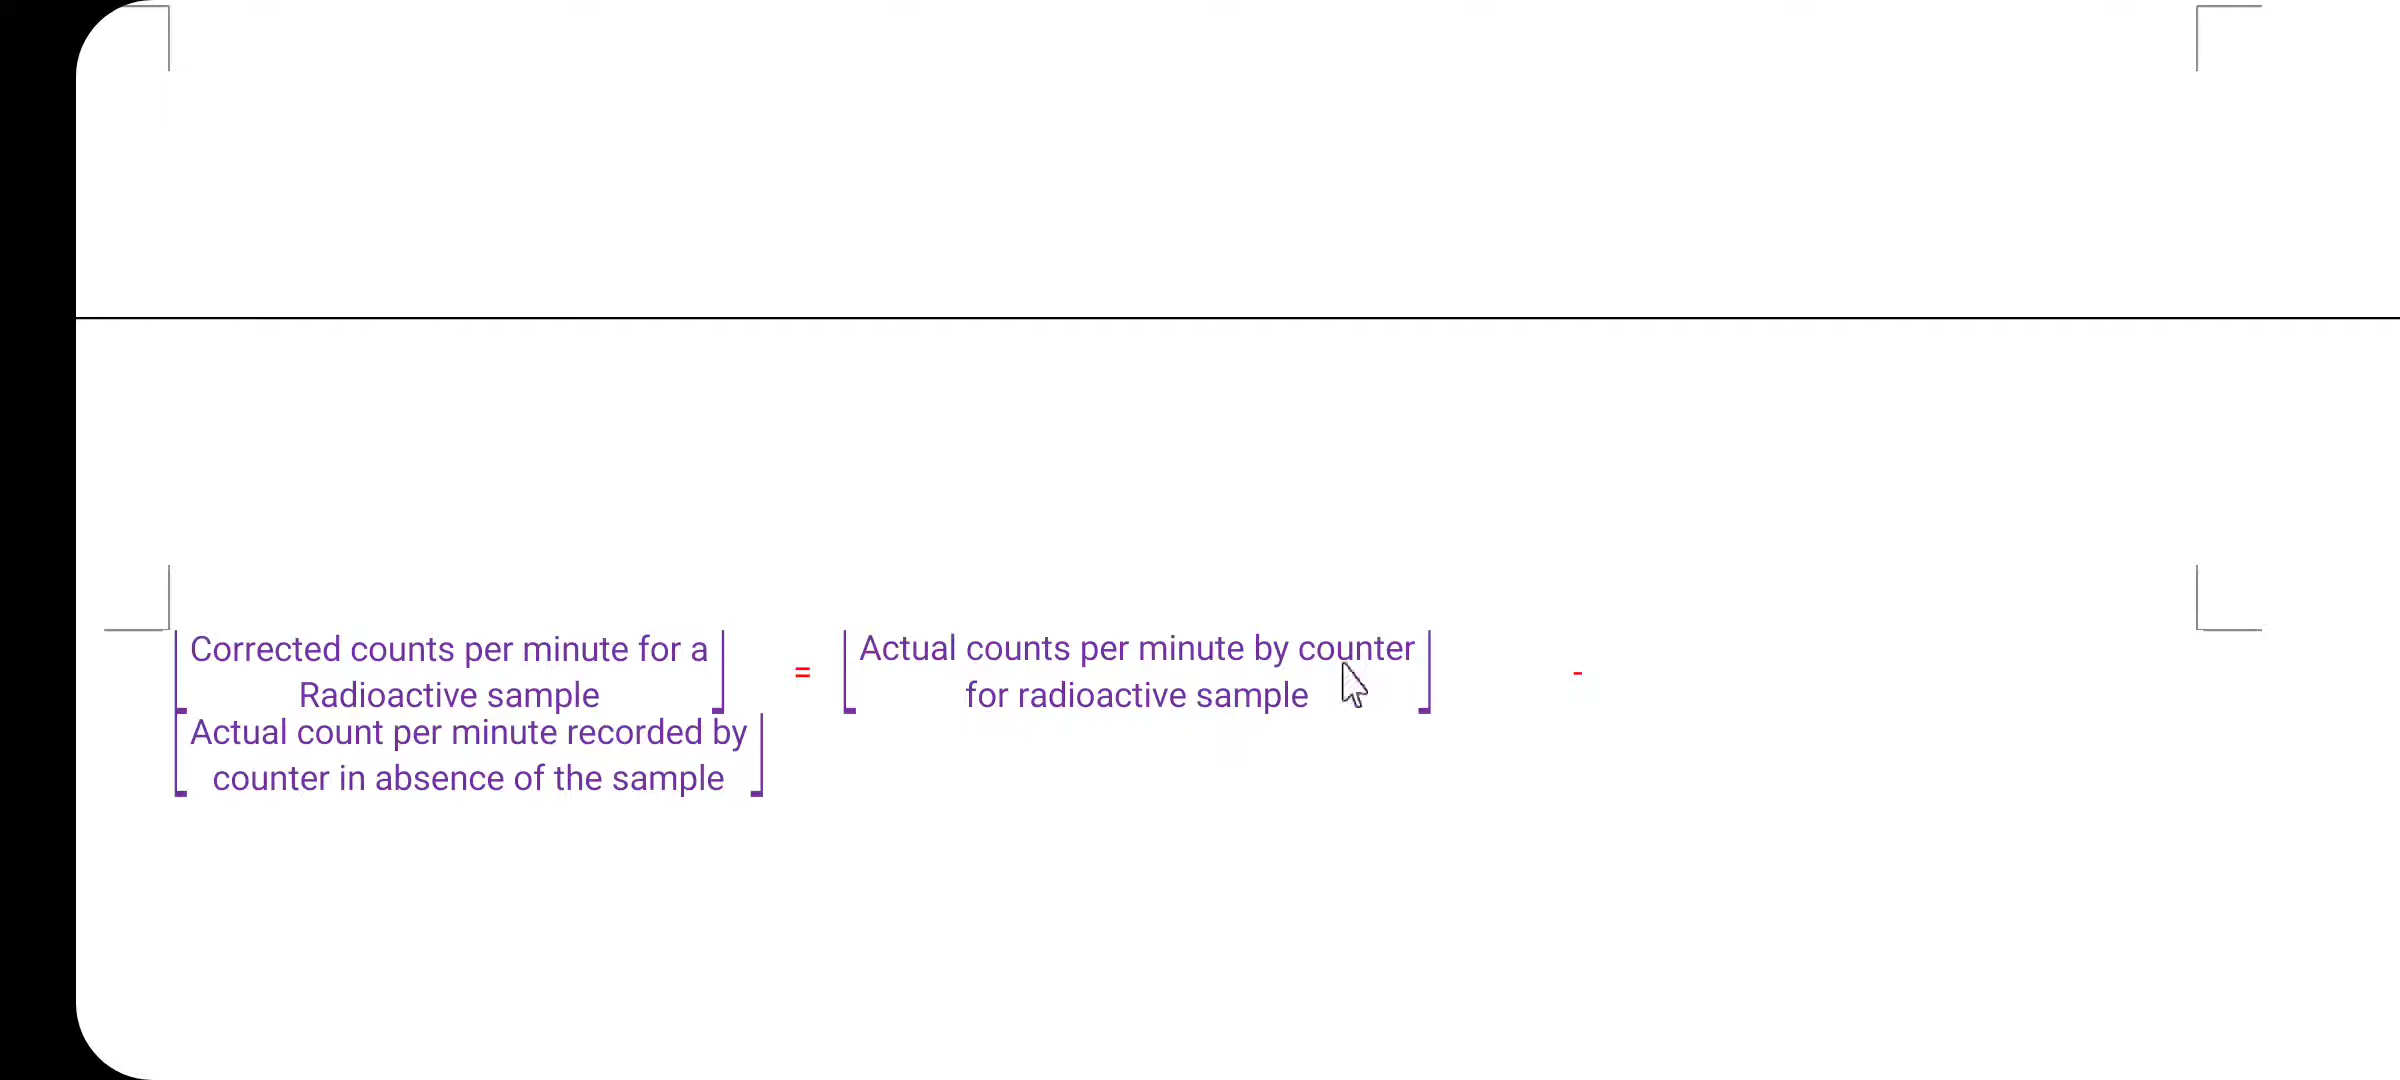 Corrected counts per minute for a
Radioactive sample
=
Actual counts per minute by counter
for radioactive sample
-
Actual count per minute recorded by
counter in absence of the sample